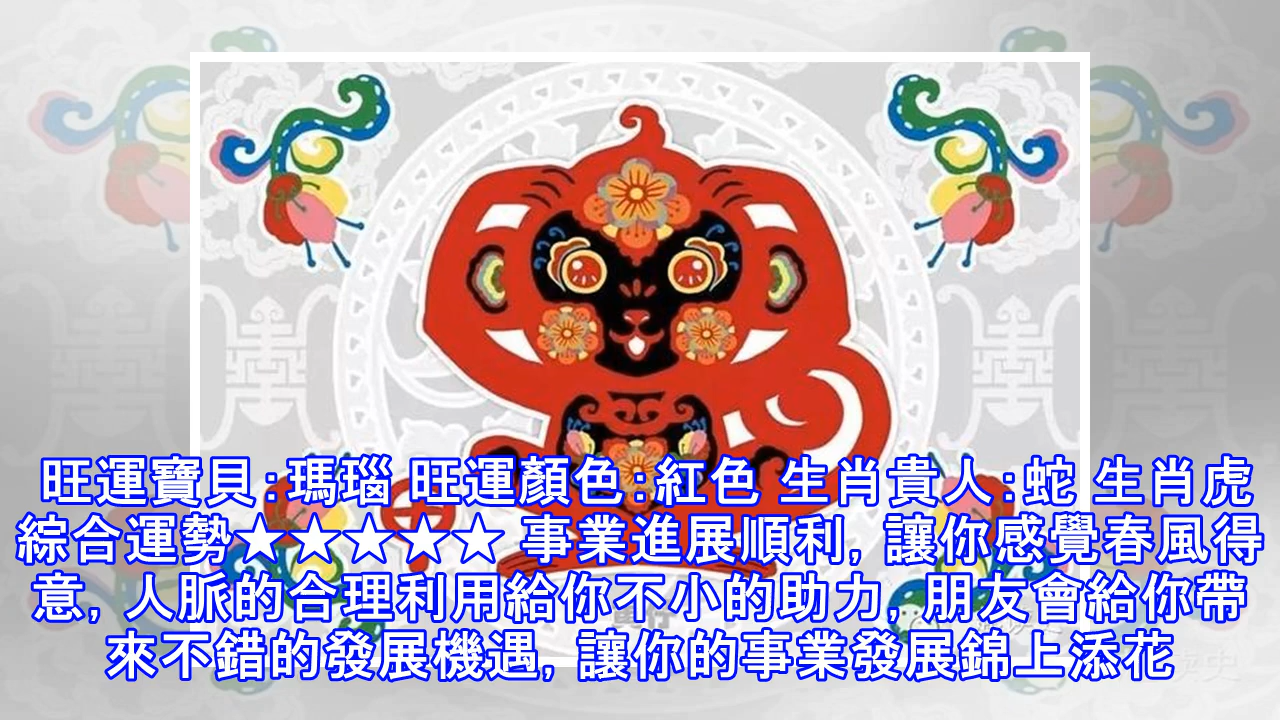 旺運寶貝:瑪瑙 旺運顏色:紅色 生肖貴人:蛇 生肖虎
綜合運勢★★★★★ 事業進展順利, 讓你感覺春風得
意, 人脈的合理利用給你不小的助力, 朋友會給你帶
來不錯的發展機遇, 讓你的事業發展錦上添花